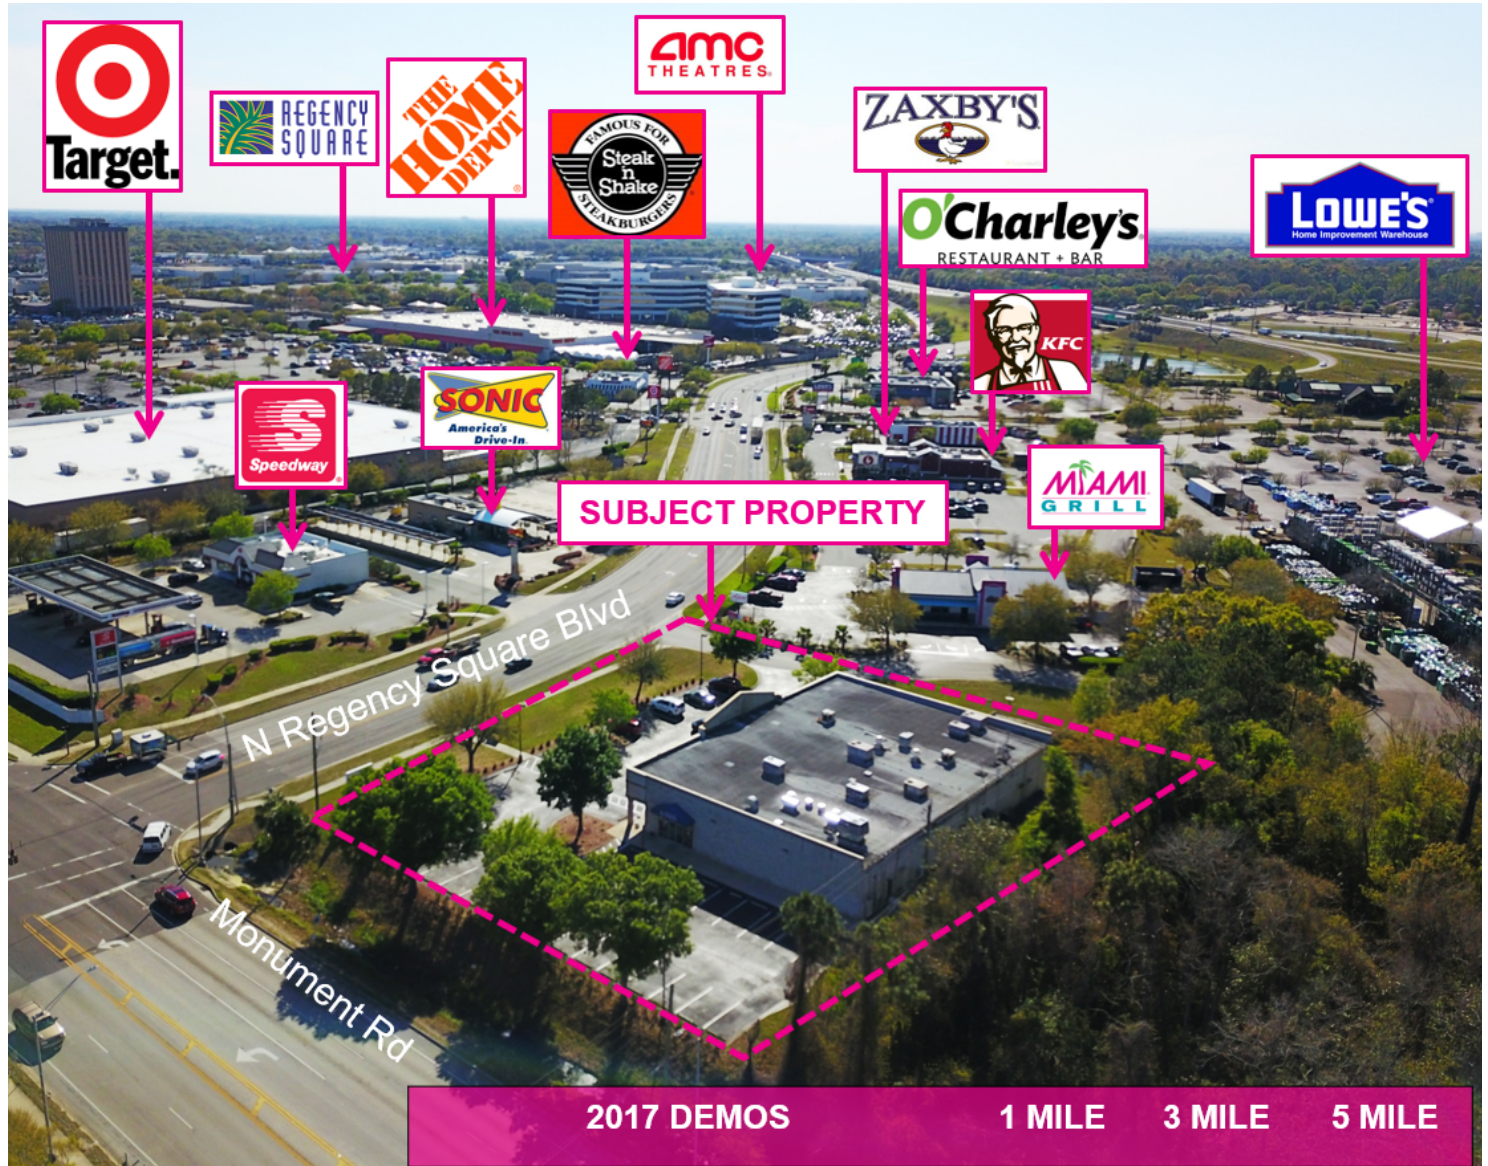 Target.
REGENCY
SQUARE
THE
HOME
DEPOT
FAMOUS FOR
Steak
'n
Shake
STEAKBURGERS
amc
THEATRES
ZAXBY'S
O'Charley's
RESTAURANT + BAR
KFC
LOWE'S
Home Improvement Warehouse
S
Speedway
SONIC
America's
Drive-In.
SUBJECT PROPERTY
MIAMI
GRILL
N Regency Square Blvd
Monument Rd
2017 DEMOS 1 MILE 3 MILE 5 MILE